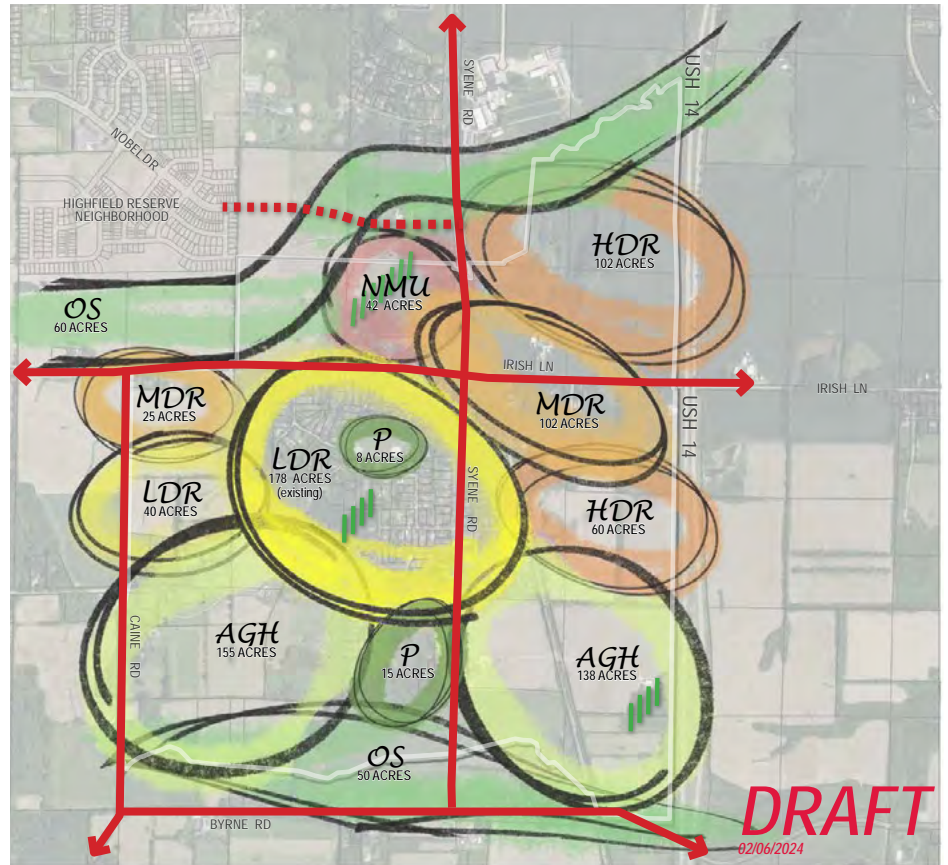 SYENE RD
USH 14
NOBEL DR
HIGHFIELD RESERVE
NEIGHBORHOOD
HDR
102 ACRES
NMU
42 ACRES
OS
60 ACRES
IRISH LN
IRISH LN
MDR
25 ACRES
MDR
102 ACRES
USH 14
P
8 ACRES
LDR
178 ACRES
(existing)
LDR
40 ACRES
SYENE RD
HDR
60 ACRES
CAINE RD
AGH
155 ACRES
P
15 ACRES
AGH
138 ACRES
OS
50 ACRES
BYRNE RD
DRAFT
02/06/2024